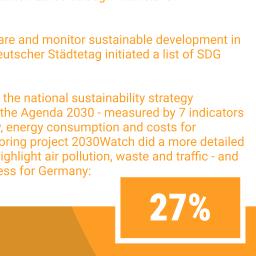 are and monitor sustainable development in
eutscher Städtetag initiated a list of SDG
the national sustainability strategy
the Agenda 2030 - measured by 7 indicators
, energy consumption and costs for
oring project 2030Watch did a more detailed
ighlight air pollution, waste and traffic - and
ess for Germany:
27%